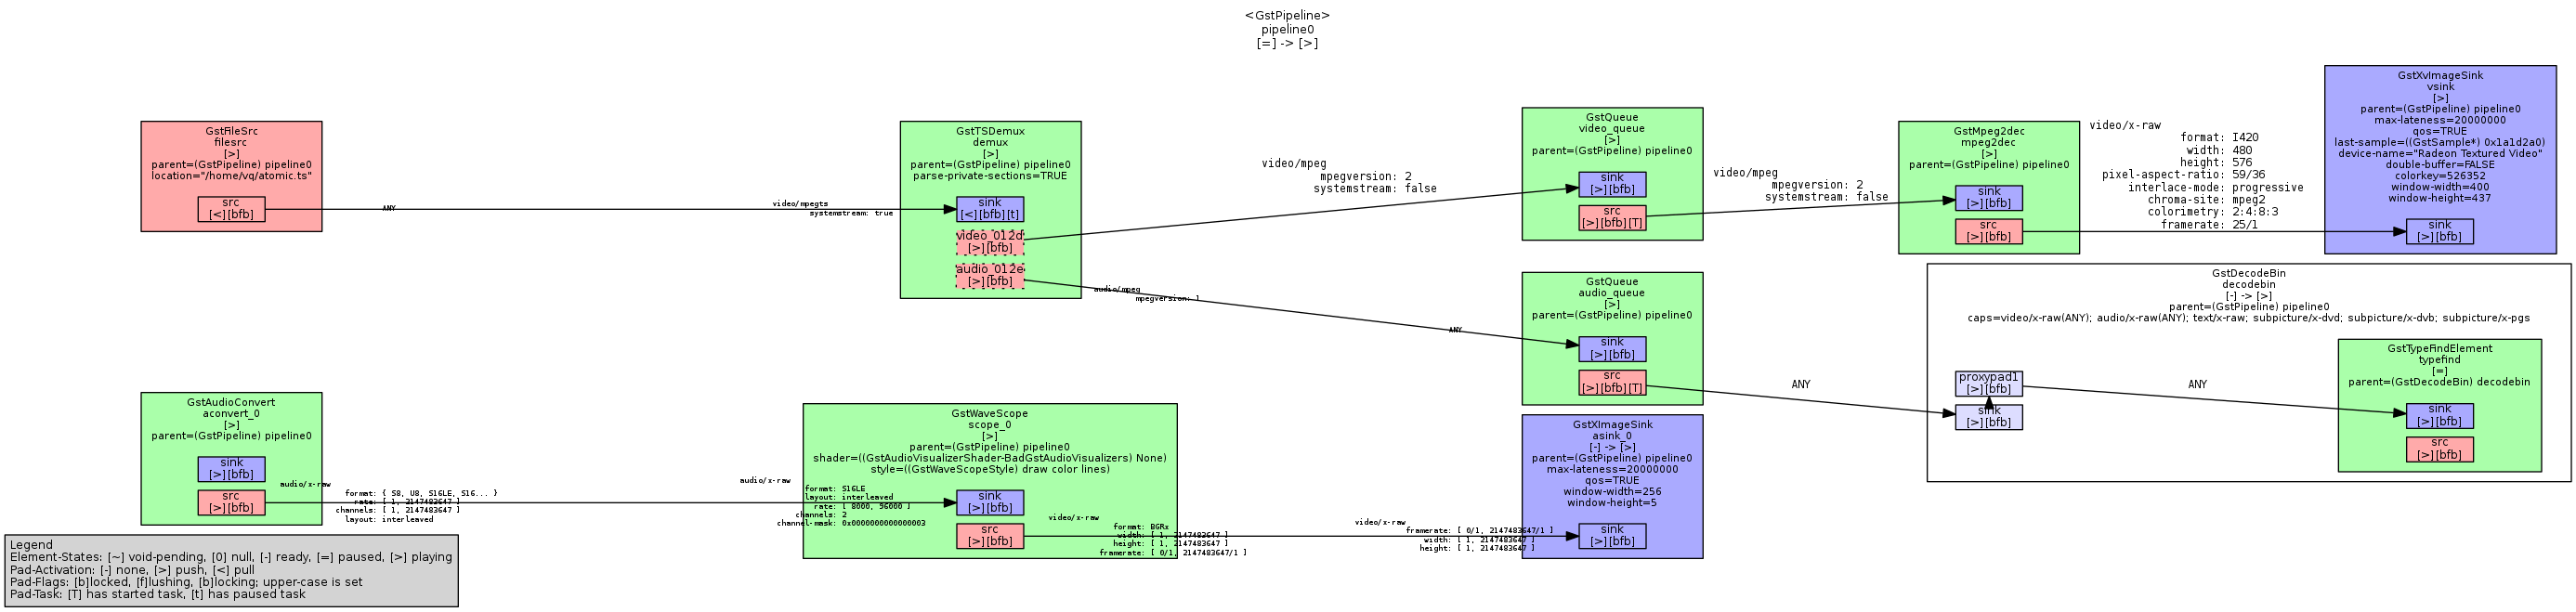 <GstPipeline>
pipeline0
[=] -> [>]
GstFileSrc
filesrc
[>]
parent=(GstPipeline) pipeline0
location="/home/vq/atomic.ts"
src
[<][bfb]
ANY
video/mpegts
systemstream: true
GstTSDemux
demux
[>]
parent=(GstPipeline) pipeline0
parse-private-sections=TRUE
sink
[<][bfb][t]
video_012d
[>][bfb]
audio_012e
[>][bfb]
video/mpeg
mpegversion: 2
systemstream: false
audio/mpeg
mpegversion: 1
ANY
GstQueue
video_queue
[>]
parent=(GstPipeline) pipeline0
sink
[>][bfb]
src
[>][bfb][T]
video/mpeg
mpegversion: 2
systemstream: false
GstMpeg2dec
mpeg2dec
[>]
parent=(GstPipeline) pipeline0
sink
[>][bfb]
src
[>][bfb]
video/x-raw
format: I420
width: 480
height: 576
pixel-aspect-ratio: 59/36
interlace-mode: progressive
chroma-site: mpeg2
colorimetry: 2:4:8:3
framerate: 25/1
GstXvImageSink
vsink
[>]
parent=(GstPipeline) pipeline0
max-lateness=20000000
qos=TRUE
last-sample=((GstSample*) 0x1a1d2a0)
device-name="Radeon Textured Video"
double-buffer=FALSE
colorkey=526352
window-width=400
window-height=437
sink
[>][bfb]
GstQueue
audio_queue
[>]
parent=(GstPipeline) pipeline0
sink
[>][bfb]
src
[>][bfb][T]
ANY
GstDecodeBin
decodebin
[-] -> [>]
parent=(GstPipeline) pipeline0
caps=video/x-raw(ANY); audio/x-raw(ANY); text/x-raw; subpicture/x-dvd; subpicture/x-dvb; subpicture/x-pgs
proxypad1
[>][bfb]
sink
[>][bfb]
ANY
GstTypeFindElement
typefind
[=]
parent=(GstDecodeBin) decodebin
sink
[>][bfb]
src
[>][bfb]
GstAudioConvert
aconvert_0
[>]
parent=(GstPipeline) pipeline0
sink
[>][bfb]
src
[>][bfb]
audio/x-raw
format: { S8, U8, S16LE, S16... }
rate: [ 1, 2147483647 ]
channels: [ 1, 2147483647 ]
layout: interleaved
audio/x-raw
format: S16LE
layout: interleaved
rate: [ 8000, 96000 ]
channels: 2
channel-mask: 0x0000000000000003
GstWaveScope
scope_0
[>]
parent=(GstPipeline) pipeline0
shader=((GstAudioVisualizerShader-BadGstAudioVisualizers) None)
style=((GstWaveScopeStyle) draw color lines)
sink
[>][bfb]
src
[>][bfb]
video/x-raw
format: BGRx
width: [ 1, 2147483647 ]
height: [ 1, 2147483647 ]
framerate: [ 0/1, 2147483647/1 ]
video/x-raw
framerate: [ 0/1, 2147483647/1 ]
width: [ 1, 2147483647 ]
height: [ 1, 2147483647 ]
GstXImageSink
asink_0
[-] -> [>]
parent=(GstPipeline) pipeline0
max-lateness=20000000
qos=TRUE
window-width=256
window-height=5
sink
[>][bfb]
Legend
Element-States: [~] void-pending, [0] null, [-] ready, [=] paused, [>] playing
Pad-Activation: [-] none, [>] push, [<] pull
Pad-Flags: [b]locked, [f]lushing, [b]locking; upper-case is set
Pad-Task: [T] has started task, [t] has paused task